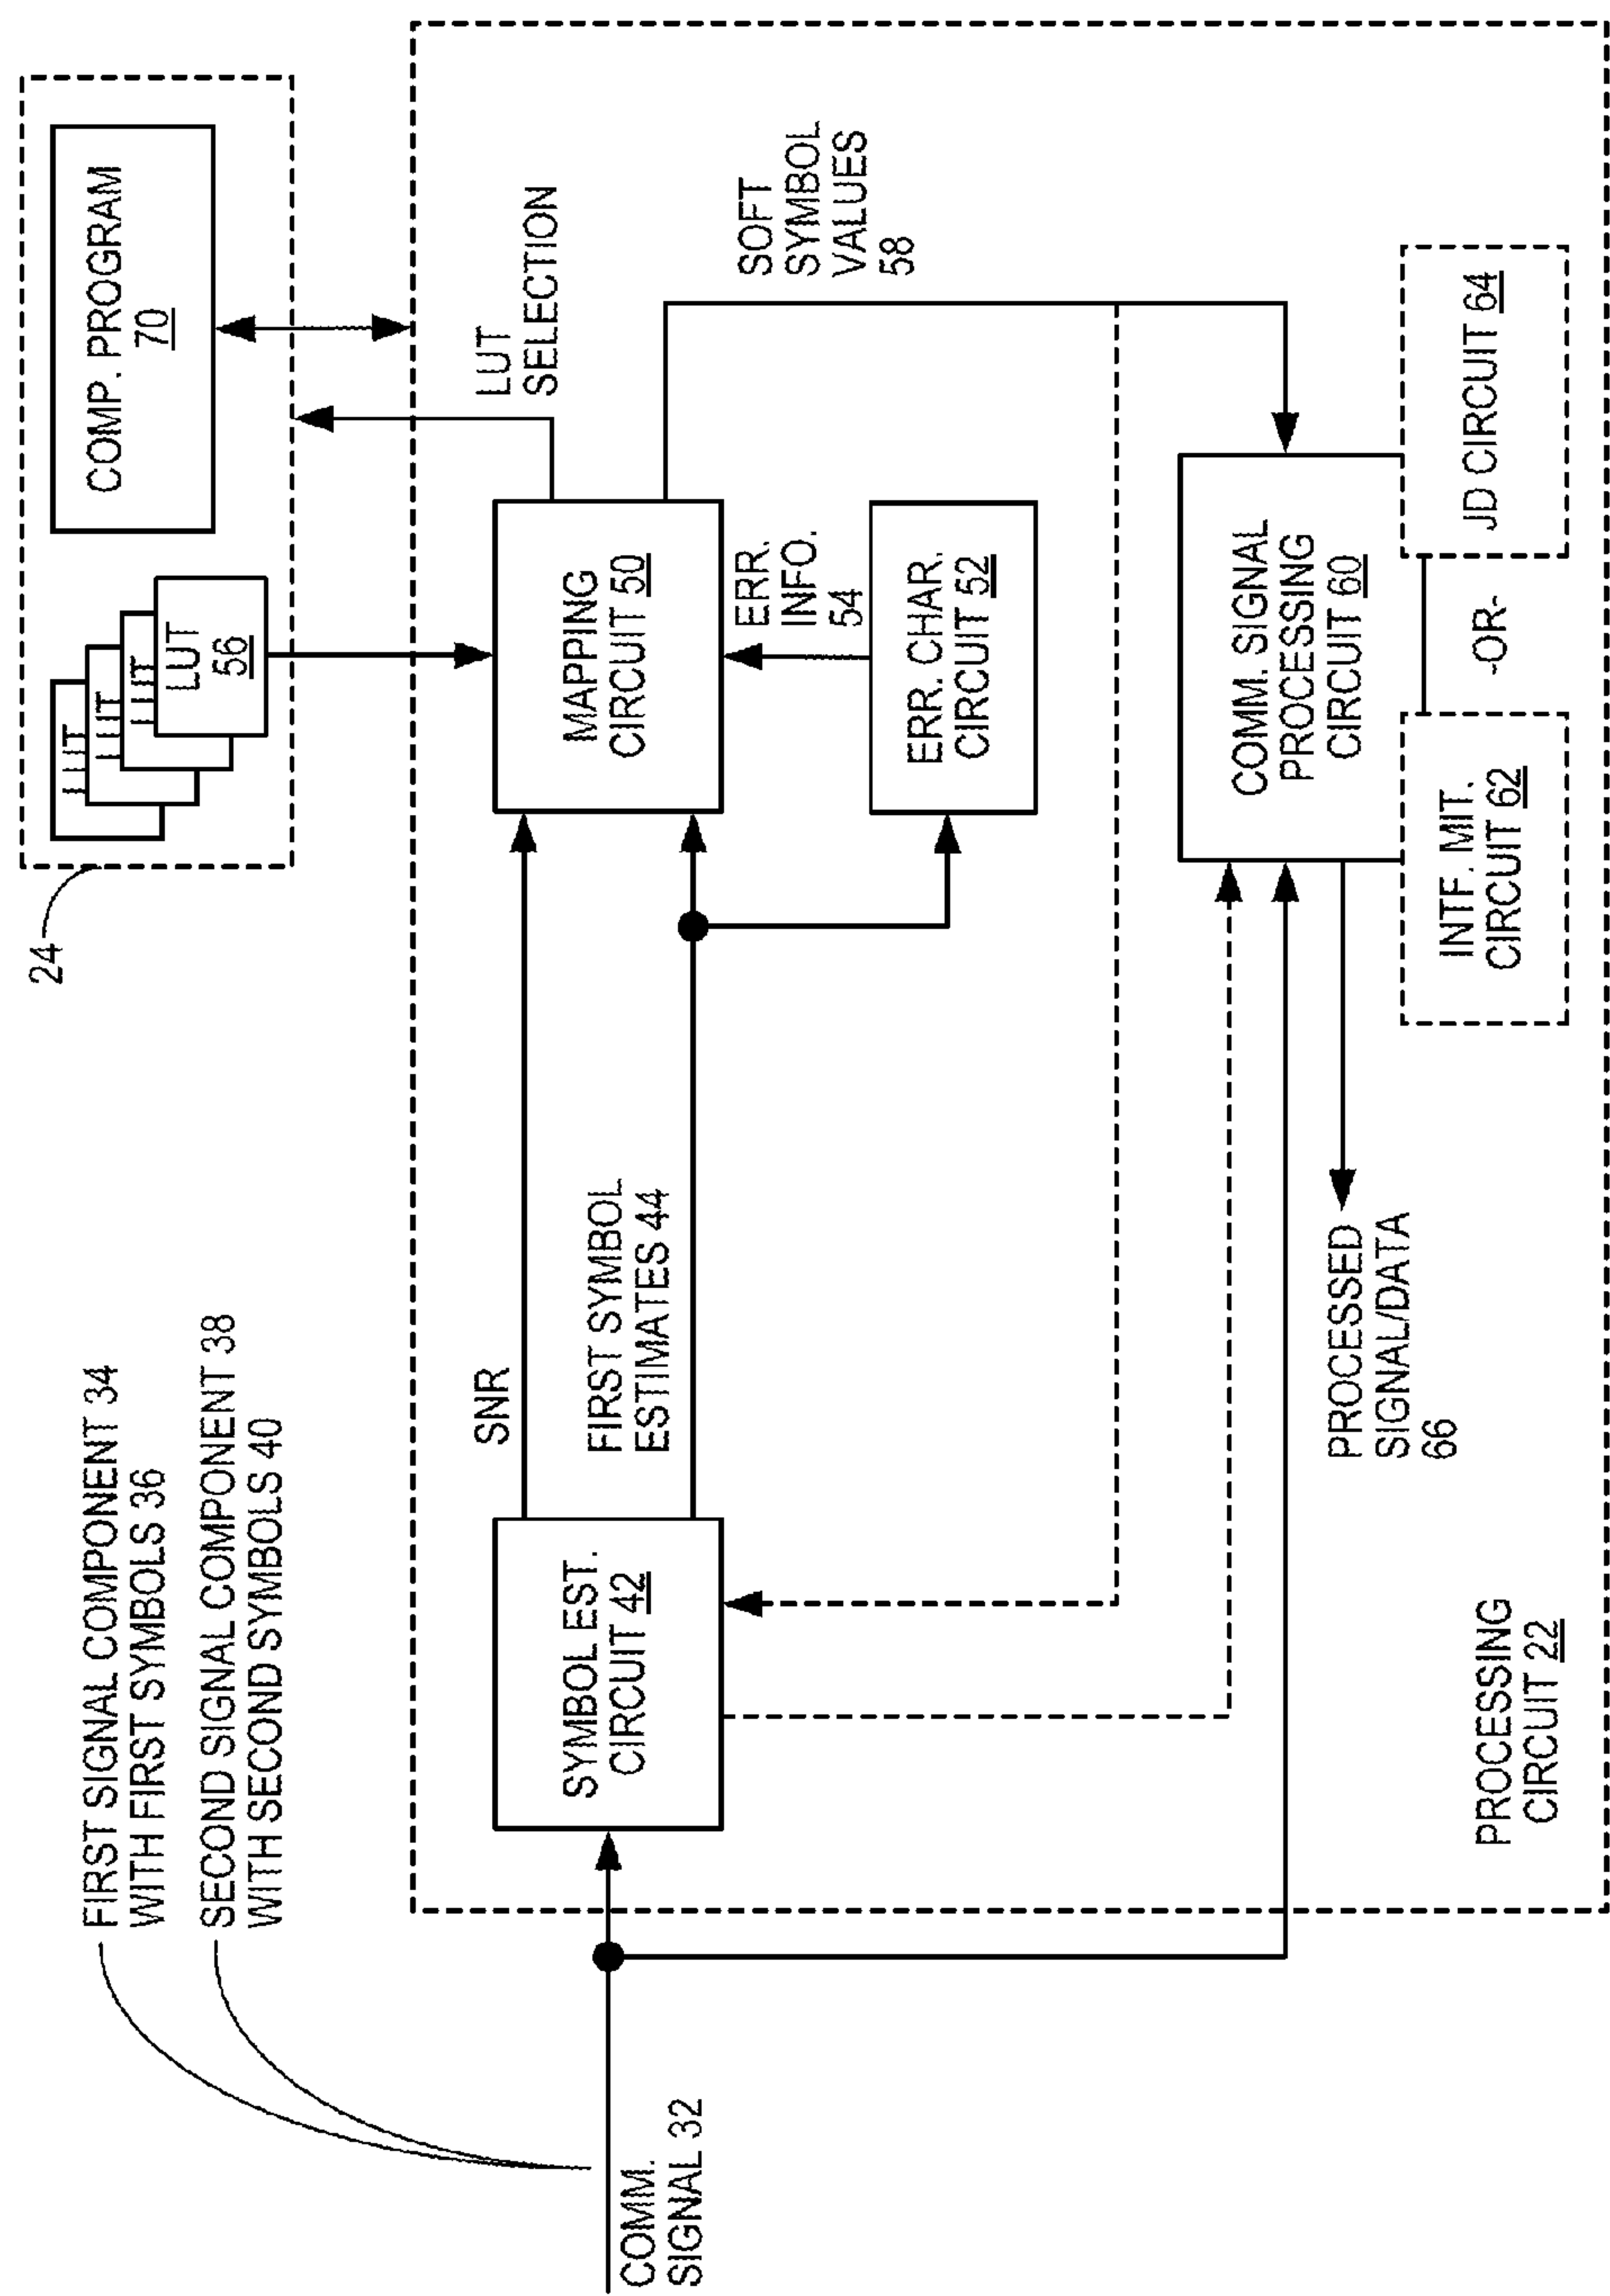 FIRST SIGNAL COMPONENT 34
WITH FIRST SYMBOLS 36
SECOND SIGNAL COMPONENT 38
WITH SECOND SYMBOLS 40
24
LUT
LUT
LUT
LUT
56
COMP. PROGRAM
70
LUT
SELECTION
COMM.
SIGNAL 32
SYMBOL EST.
CIRCUIT 42
SNR
FIRST SYMBOL
ESTIMATES 44
MAPPING
CIRCUIT 50
ERR.
INFO.
54
ERR. CHAR.
CIRCUIT 52
SOFT
SYMBOL
VALUES
58
COMM. SIGNAL
PROCESSING
CIRCUIT 60
PROCESSED
SIGNAL/DATA
66
INTF. MIT.
CIRCUIT 62
-OR-
JD CIRCUIT 64
PROCESSING
CIRCUIT 22